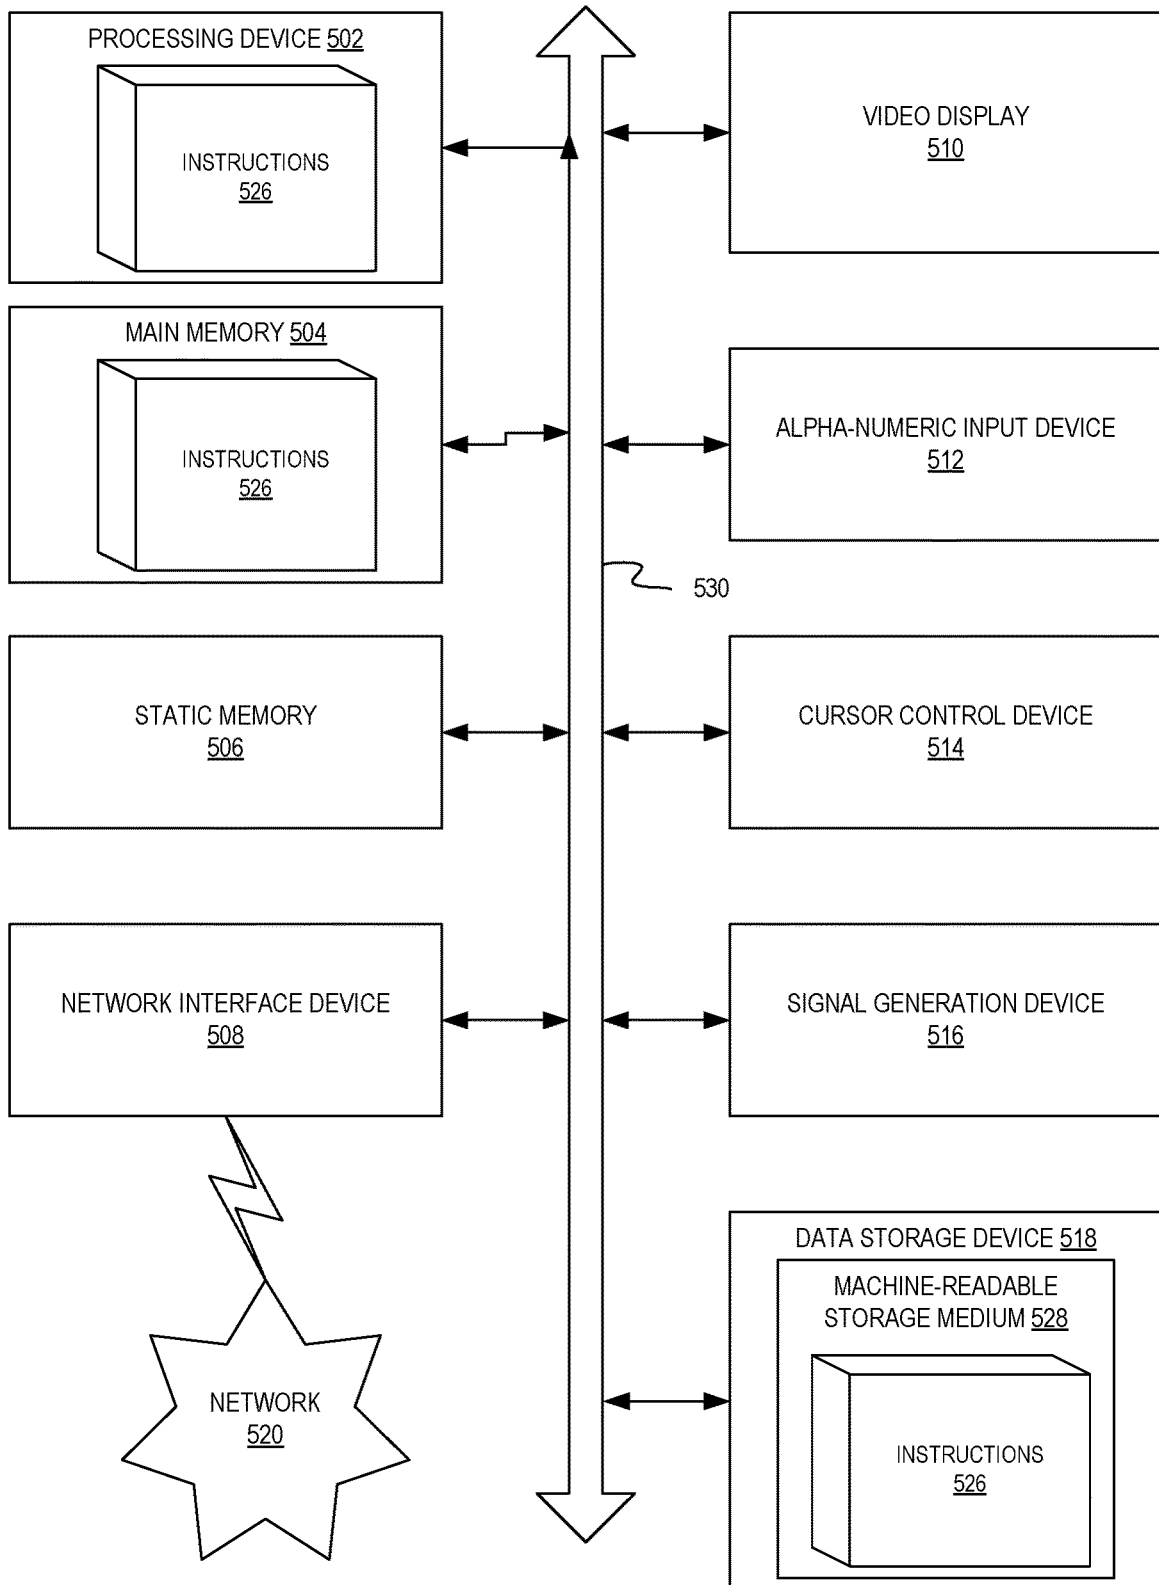 PROCESSING DEVICE 502
INSTRUCTIONS
526
MAIN MEMORY 504
INSTRUCTIONS
526
STATIC MEMORY
506
NETWORK INTERFACE DEVICE
508
NETWORK
520
530
VIDEO DISPLAY
510
ALPHA-NUMERIC INPUT DEVICE
512
CURSOR CONTROL DEVICE
514
SIGNAL GENERATION DEVICE
516
DATA STORAGE DEVICE 518
MACHINE-READABLE
STORAGE MEDIUM 528
INSTRUCTIONS
526